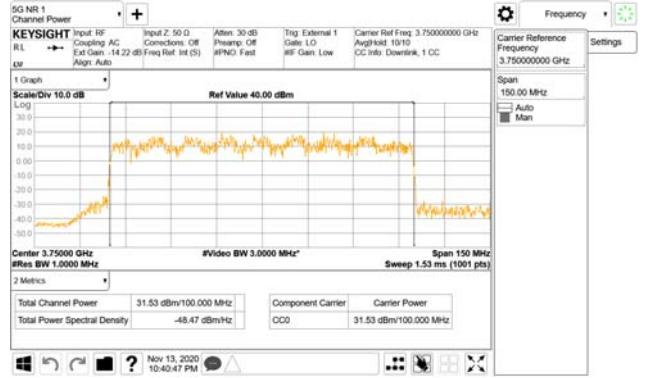 5G NR 1
Channel Power
Frequency
KEYSIGHT
RL
Input: RF
Coupling: AC
Ext Gain: -14.22 dB
Align: Auto
Input Z: 50 Ω
Corrections: Off
Freq Ref: Int (S)
Atten: 30 dB
Preamp: Off
#PNO: Fast
Trig: External 1
Gate: LO
#IF Gain: Low
Carrier Ref Freq: 3.750000000 GHz
Avg|Hold: 10/10
CC Info: Downlink, 1 CC
Carrier Reference
Frequency
3.750000000 GHz
Settings
Span
150.00 MHz
Auto
Man
1 Graph
Scale/Div 10.0 dB
Ref Value 40.00 dBm
Log
30.0
20.0
10.0
0.00
-10.0
-20.0
-30.0
-40.0
-50.0
Center 3.75000 GHz
#Video BW 3.0000 MHz*
Span 150 MHz
#Res BW 1.0000 MHz
Sweep 1.53 ms (1001 pts)
2 Metrics
Total Channel Power
31.53 dBm/100.000 MHz
Total Power Spectral Density
-48.47 dBm/Hz
Component Carrier
Carrier Power
CC0
31.53 dBm/100.000 MHz
?
Nov 13, 2020
10:40:47 PM